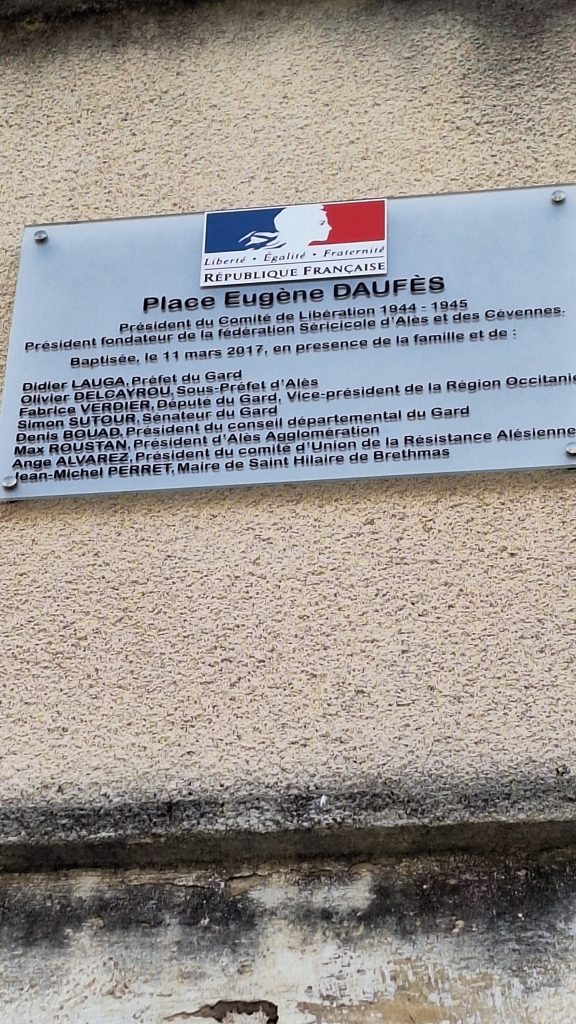 Liberté • Égalité • Fraternité
RÉPUBLIQUE FRANÇAISE
Place Eugène DAUFÈS
Président du Comité de Libération 1944 - 1945
Président fondateur de la fédération Séricicole d'Alès et des Cévennes.
Baptisée, le 11 mars 2017, en presence de la famille et de :
Didier LAUGA, Préfet du Gard
Olivier DELCAYROU, Sous-Préfet d'Alès
Fabrice VERDIER, Député du Gard, Vice-président de la Région Occitanie
Simon SUTOUR, Sénateur du Gard
Denis BOUAD, Président du conseil départemental du Gard
Max ROUSTAN, Président d'Alès Agglomération
Ange ALVAREZ, Président du comité d'Union de la Résistance Alésienne
Jean-Michel PERRET, Maire de Saint Hilaire de Brethmas